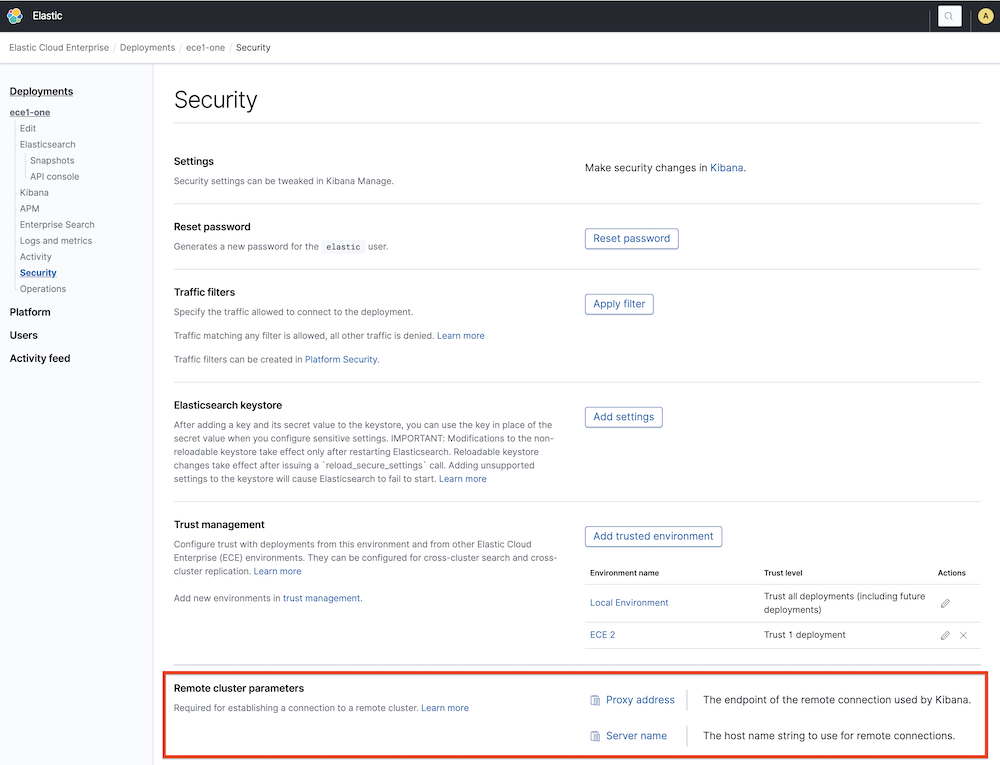 Elastic
A
Elastic Cloud Enterprise / Deployments / ece1-one / Security
Deployments
ece1-one
Edit
Elasticsearch
Snapshots
API console
Kibana
APM
Enterprise Search
Logs and metrics
Activity
Security
Operations
Platform
Users
Activity feed
Security
Settings
Security settings can be tweaked in Kibana Manage.
Make security changes in Kibana.
Reset password
Generates a new password for the elastic user.
Reset password
Traffic filters
Specify the traffic allowed to connect to the deployment.
Traffic matching any filter is allowed, all other traffic is denied. Learn more
Traffic filters can be created in Platform Security.
Apply filter
Elasticsearch keystore
After adding a key and its secret value to the keystore, you can use the key in place of the
secret value when you configure sensitive settings. IMPORTANT: Modifications to the non-
reloadable keystore take effect only after restarting Elasticsearch. Reloadable keystore
changes take effect after issuing a `reload_secure_settings` call. Adding unsupported
settings to the keystore will cause Elasticsearch to fail to start. Learn more
Add settings
Trust management
Configure trust with deployments from this environment and from other Elastic Cloud
Enterprise (ECE) environments. They can be configured for cross-cluster search and cross-
cluster replication. Learn more
Add new environments in trust management.
Add trusted environment
Environment name Trust level Actions
Local Environment Trust all deployments (including future
deployments)
ECE 2 Trust 1 deployment
Remote cluster parameters
Required for establishing a connection to a remote cluster. Learn more
Proxy address The endpoint of the remote connection used by Kibana.
Server name The host name string to use for remote connections.